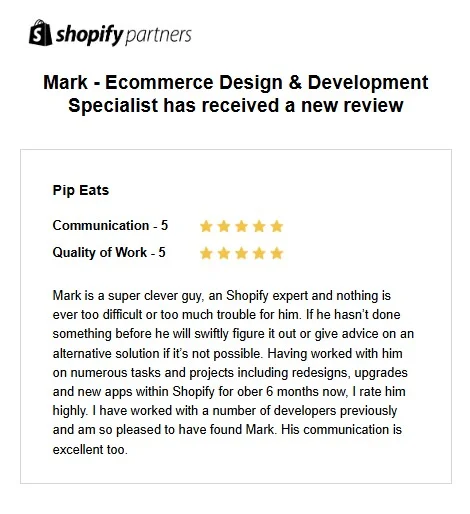 shopify partners
Mark - Ecommerce Design & Development
Specialist has received a new review
Pip Eats
Communication - 5
Quality of Work - 5
Mark is a super clever guy, an Shopify expert and nothing is
ever too difficult or too much trouble for him. If he hasn't done
something before he will swiftly figure it out or give advice on an
alternative solution if it's not possible. Having worked with him
on numerous tasks and projects including redesigns, upgrades
and new apps within Shopify for ober 6 months now, I rate him
highly. I have worked with a number of developers previously
and am so pleased to have found Mark. His communication is
excellent too.